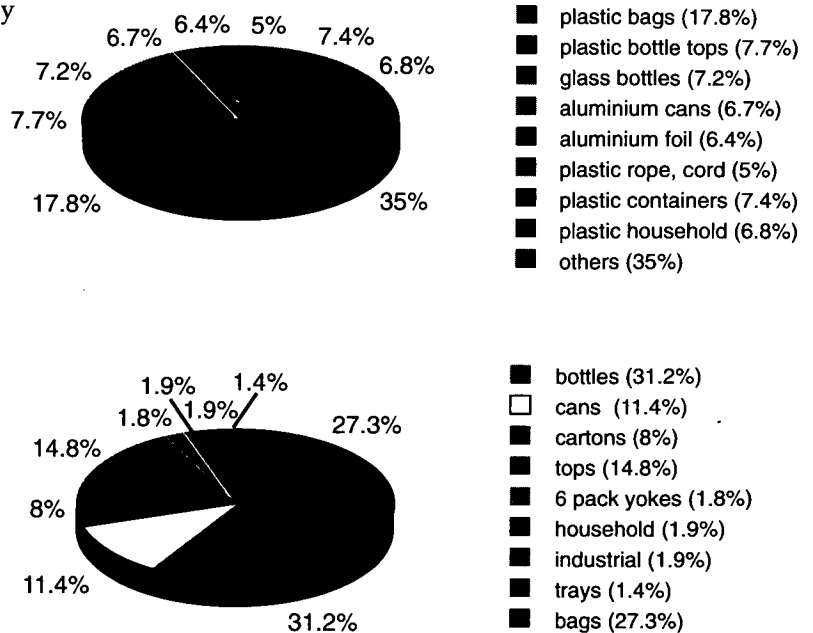 y
6.7% 6.4% 5% 7.4%
7.2% 6.8%
7.7%
17.8% 35%
plastic bags (17.8%)
plastic bottle tops (7.7%)
glass bottles (7.2%)
aluminium cans (6.7%)
aluminium foil (6.4%)
plastic rope, cord (5%)
plastic containers (7.4%)
plastic household (6.8%)
others (35%)
1.9% 1.4%
1.8% 1.9% 27.3%
14.8%
8%
11.4%
31.2%
bottles (31.2%)
cans (11.4%)
cartons (8%)
tops (14.8%)
6 pack yokes (1.8%)
household (1.9%)
industrial (1.9%)
trays (1.4%)
bags (27.3%)